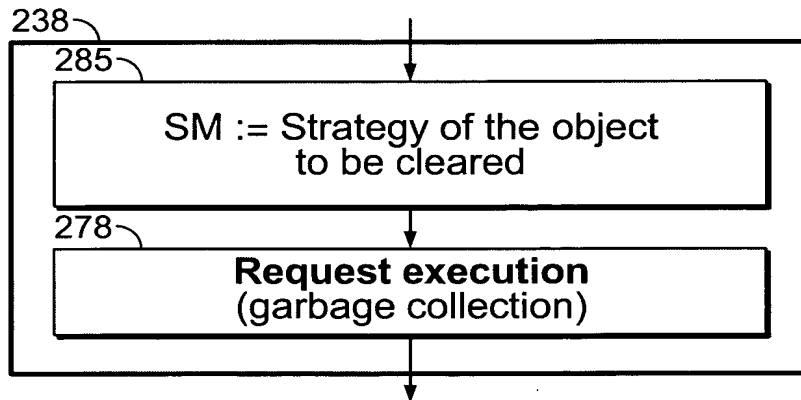 238
285
SM := Strategy of the object
to be cleared
278
Request execution
(garbage collection)